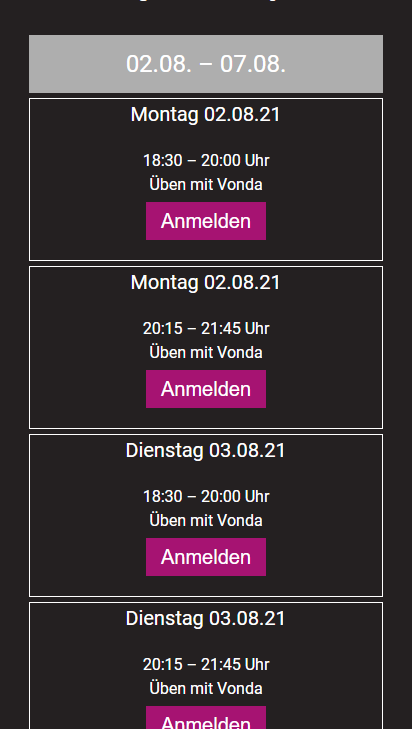 02.08. – 07.08.
Montag 02.08.21
18:30 – 20:00 Uhr
Üben mit Vonda
Anmelden
Montag 02.08.21
20:15 – 21:45 Uhr
Üben mit Vonda
Anmelden
Dienstag 03.08.21
18:30 – 20:00 Uhr
Üben mit Vonda
Anmelden
Dienstag 03.08.21
20:15 – 21:45 Uhr
Üben mit Vonda
Anmelden